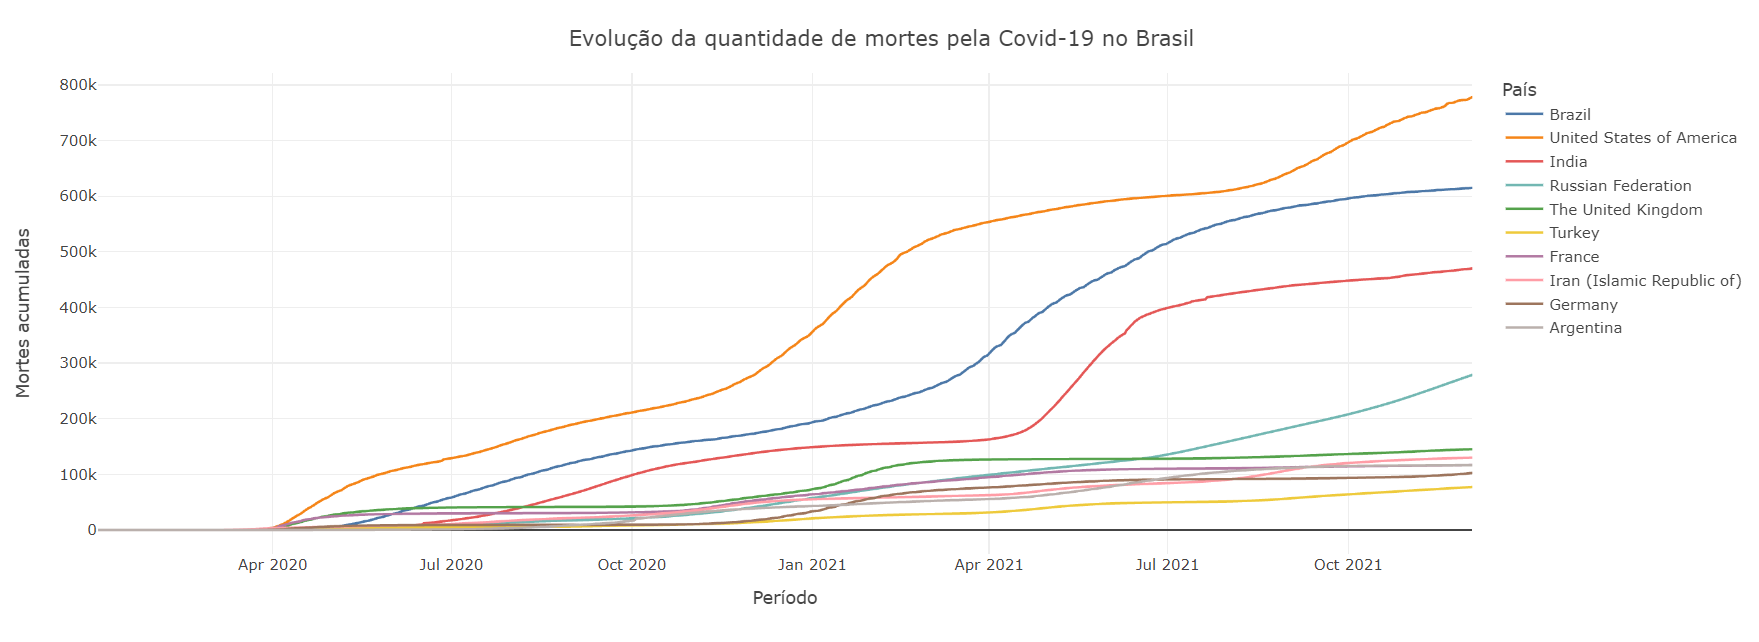 Evolução da quantidade de mortes pela Covid-19 no Brasil
Mortes acumuladas
800k
700k
600k
500k
400k
300k
200k
100k
0
Apr 2020
Jul 2020
Oct 2020
Jan 2021
Apr 2021
Jul 2021
Oct 2021
Período
País
Brazil
United States of America
India
Russian Federation
The United Kingdom
Turkey
France
Iran (Islamic Republic of)
Germany
Argentina